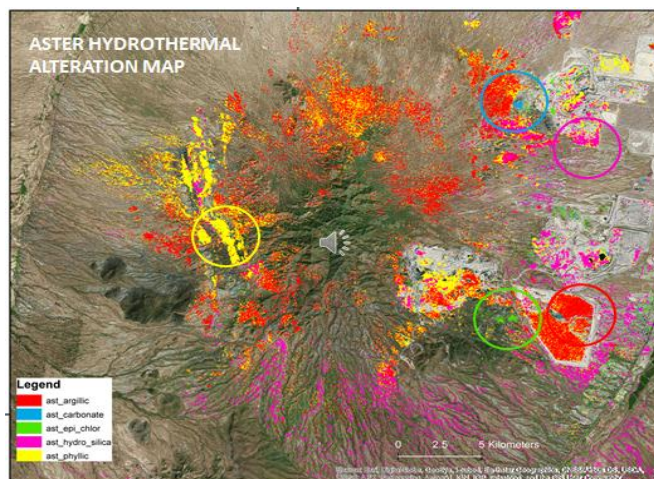 ASTER HYDROTHERMAL
ALTERATION MAP
Legend
ast_argillic
ast_carbonate
ast_epi_chlor
ast_hydro_silica
ast_phyllic
0 2.5 5 Kilometers